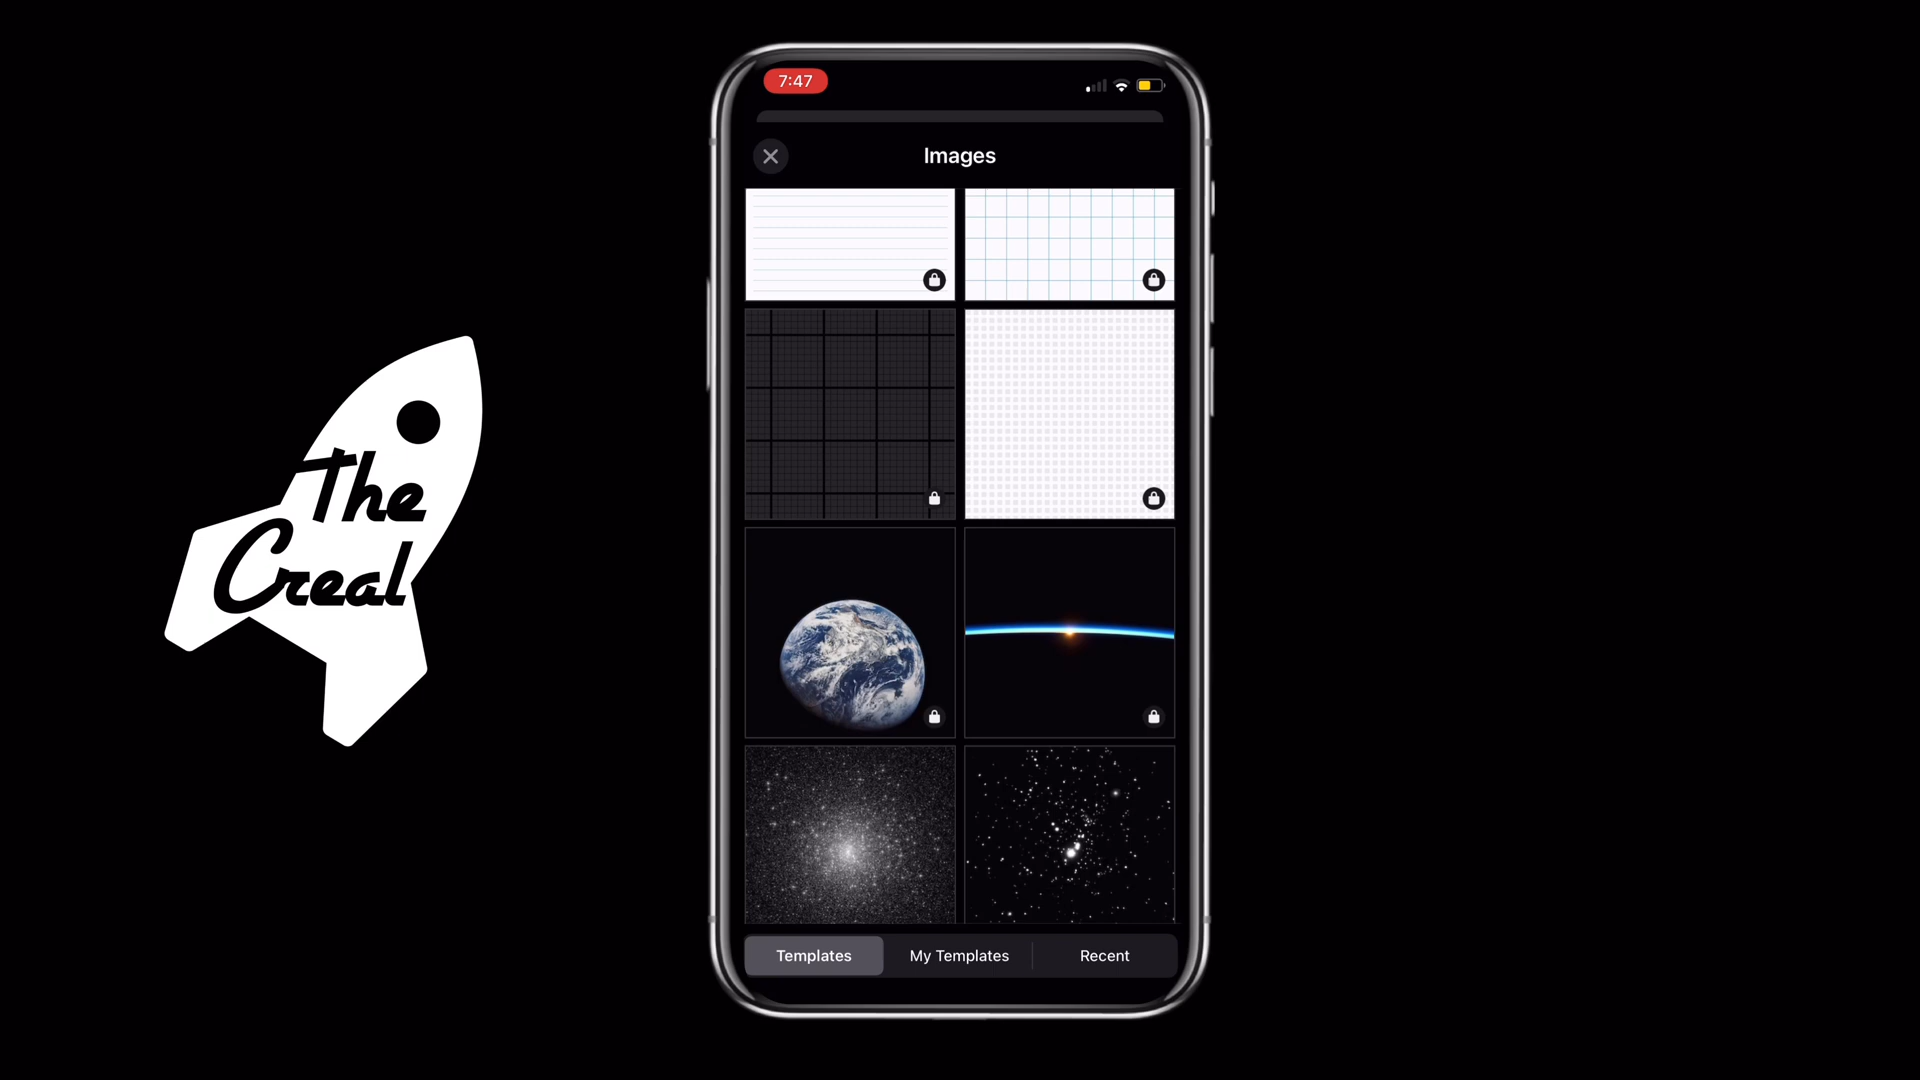 7:47
Images
The
Creal
Templates
My Templates
Recent